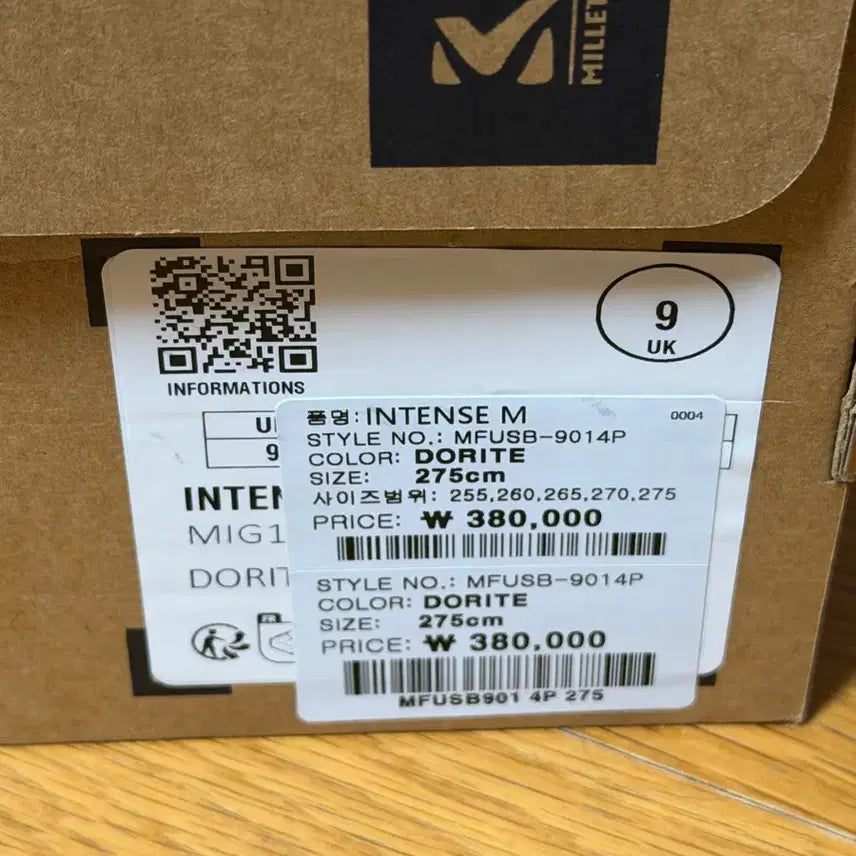 MILLET
9
UK
INFORMATIONS
9
품명: INTENSE M
0004
STYLE NO.: MFUSB-9014P
COLOR: DORITE
SIZE: 275cm
사이즈범위: 255,260,265,270,275
PRICE: ₩ 380,000
STYLE NO.: MFUSB-9014P
COLOR: DORITE
SIZE: 275cm
PRICE: ₩ 380,000
MFUSB901 4P 275
INTEN
MIG1
DORIT
FR